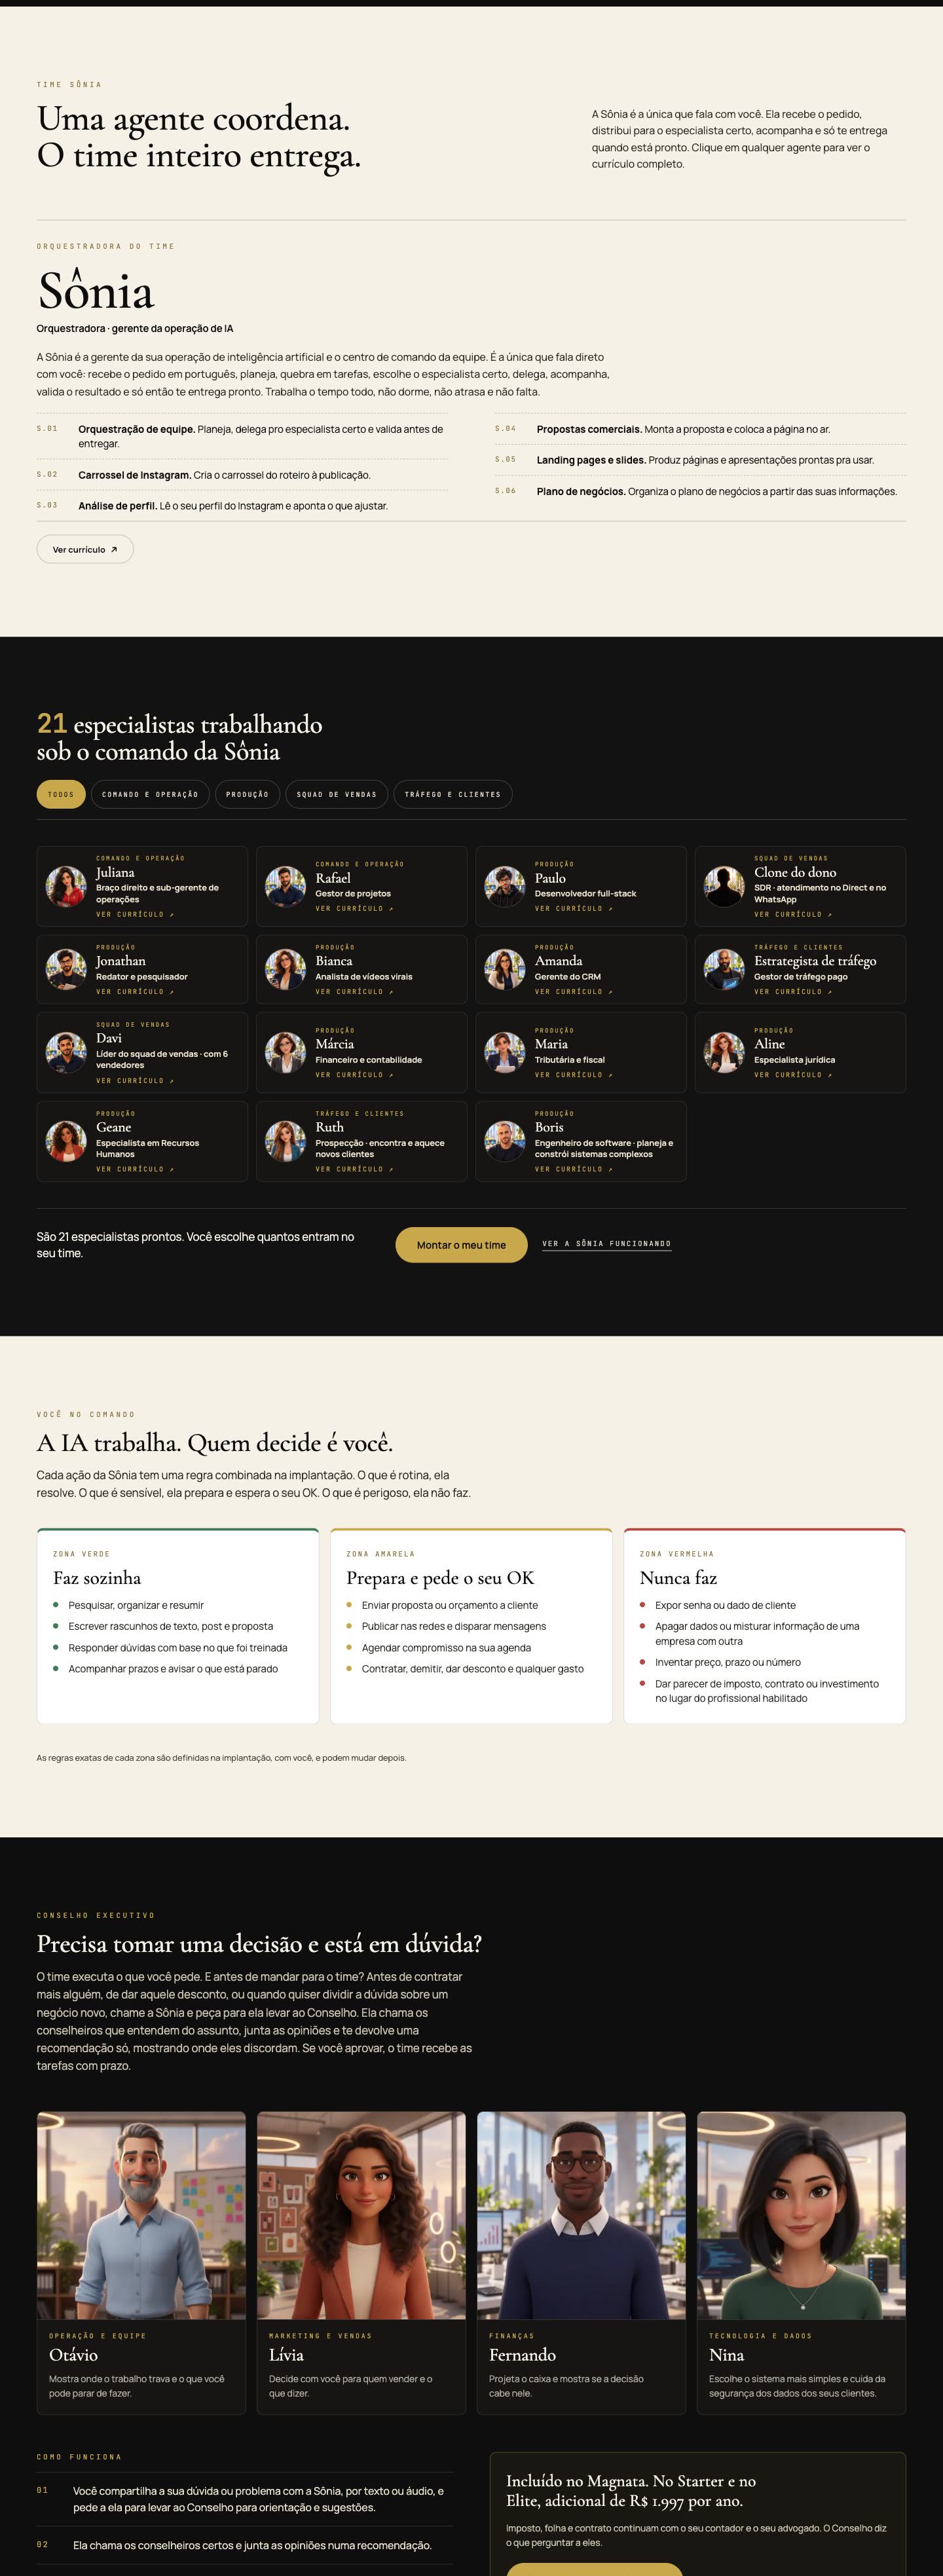 TIME SÔNIA
Uma agente coordena.
O time inteiro entrega.
A Sônia é a única que fala com você. Ela recebe o pedido,
distribui para o especialista certo, acompanha e só te entrega
quando está pronto. Clique em qualquer agente para ver o
currículo completo.
ORQUESTRADORA DO TIME
Sônia
Orquestradora · gerente da operação de IA
A Sônia é a gerente da sua operação de inteligência artificial e o centro de comando da equipe. É a única que fala direto
com você: recebe o pedido em português, planeja, quebra em tarefas, escolhe o especialista certo, delega, acompanha,
valida o resultado e só então te entrega pronto. Trabalha o tempo todo, não dorme, não atrasa e não falta.
S.01 Orquestração de equipe. Planeja, delega pro especialista certo e valida antes de
entregar.
S.02 Carrossel de Instagram. Cria o carrossel do roteiro à publicação.
S.03 Análise de perfil. Lê o seu perfil do Instagram e aponta o que ajustar.
S.04 Propostas comerciais. Monta a proposta e coloca a página no ar.
S.05 Landing pages e slides. Produz páginas e apresentações prontas pra usar.
S.06 Plano de negócios. Organiza o plano de negócios a partir das suas informações.
Ver currículo ↗
21 especialistas trabalhando
sob o comando da Sônia
TODOS
COMANDO E OPERAÇÃO
PRODUÇÃO
SQUAD DE VENDAS
TRÁFEGO E CLIENTES
COMANDO E OPERAÇÃO
Juliana
Braço direito e sub-gerente de
operações
VER CURRÍCULO ↗
COMANDO E OPERAÇÃO
Rafael
Gestor de projetos
VER CURRÍCULO ↗
PRODUÇÃO
Paulo
Desenvolvedor full-stack
VER CURRÍCULO ↗
SQUAD DE VENDAS
Clone do dono
SDR · atendimento no Direct e no
WhatsApp
VER CURRÍCULO ↗
PRODUÇÃO
Jonathan
Redator e pesquisador
VER CURRÍCULO ↗
PRODUÇÃO
Bianca
Analista de vídeos virais
VER CURRÍCULO ↗
PRODUÇÃO
Amanda
Gerente do CRM
VER CURRÍCULO ↗
TRÁFEGO E CLIENTES
Estrategista de tráfego
Gestor de tráfego pago
VER CURRÍCULO ↗
SQUAD DE VENDAS
Davi
Líder do squad de vendas · com 6
vendedores
VER CURRÍCULO ↗
PRODUÇÃO
Márcia
Financeiro e contabilidade
VER CURRÍCULO ↗
PRODUÇÃO
Maria
Tributária e fiscal
VER CURRÍCULO ↗
PRODUÇÃO
Aline
Especialista jurídica
VER CURRÍCULO ↗
PRODUÇÃO
Geane
Especialista em Recursos
Humanos
VER CURRÍCULO ↗
TRÁFEGO E CLIENTES
Ruth
Prospecção · encontra e aquece
novos clientes
VER CURRÍCULO ↗
PRODUÇÃO
Boris
Engenheiro de software · planeja e
constrói sistemas complexos
VER CURRÍCULO ↗
São 21 especialistas prontos. Você escolhe quantos entram no
seu time.
Montar o meu time
VER A SÔNIA FUNCIONANDO
VOCÊ NO COMANDO
A IA trabalha. Quem decide é você.
Cada ação da Sônia tem uma regra combinada na implantação. O que é rotina, ela
resolve. O que é sensível, ela prepara e espera o seu OK. O que é perigoso, ela não faz.
ZONA VERDE
Faz sozinha
Pesquisar, organizar e resumir
Escrever rascunhos de texto, post e proposta
Responder dúvidas com base no que foi treinada
Acompanhar prazos e avisar o que está parado
ZONA AMARELA
Prepara e pede o seu OK
Enviar proposta ou orçamento a cliente
Publicar nas redes e disparar mensagens
Agendar compromisso na sua agenda
Contratar, demitir, dar desconto e qualquer gasto
ZONA VERMELHA
Nunca faz
Expor senha ou dado de cliente
Apagar dados ou misturar informação de uma
empresa com outra
Inventar preço, prazo ou número
Dar parecer de imposto, contrato ou investimento
no lugar do profissional habilitado
As regras exatas de cada zona são definidas na implantação, com você, e podem mudar depois.
CONSELHO EXECUTIVO
Precisa tomar uma decisão e está em dúvida?
O time executa o que você pede. E antes de mandar para o time? Antes de contratar
mais alguém, de dar aquele desconto, ou quando quiser dividir a dúvida sobre um
negócio novo, chame a Sônia e peça para ela levar ao Conselho. Ela chama os
conselheiros que entendem do assunto, junta as opiniões e te devolve uma
recomendação só, mostrando onde eles discordam. Se você aprovar, o time recebe as
tarefas com prazo.
OPERAÇÃO E EQUIPE
Otávio
Mostra onde o trabalho trava e o que você
pode parar de fazer.
MARKETING E VENDAS
Lívia
Decide com você para quem vender e o
que dizer.
FINANÇAS
Fernando
Projeta o caixa e mostra se a decisão
cabe nele.
TECNOLOGIA E DADOS
Nina
Escolhe o sistema mais simples e cuida da
segurança dos dados dos seus clientes.
COMO FUNCIONA
01 Você compartilha a sua dúvida ou problema com a Sônia, por texto ou áudio, e
pede a ela para levar ao Conselho para orientação e sugestões.
02 Ela chama os conselheiros certos e junta as opiniões numa recomendação.
Incluído no Magnata. No Starter e no
Elite, adicional de R$ 1.997 por ano.
Imposto, folha e contrato continuam com o seu contador e o seu advogado. O Conselho diz
o que perguntar a eles.